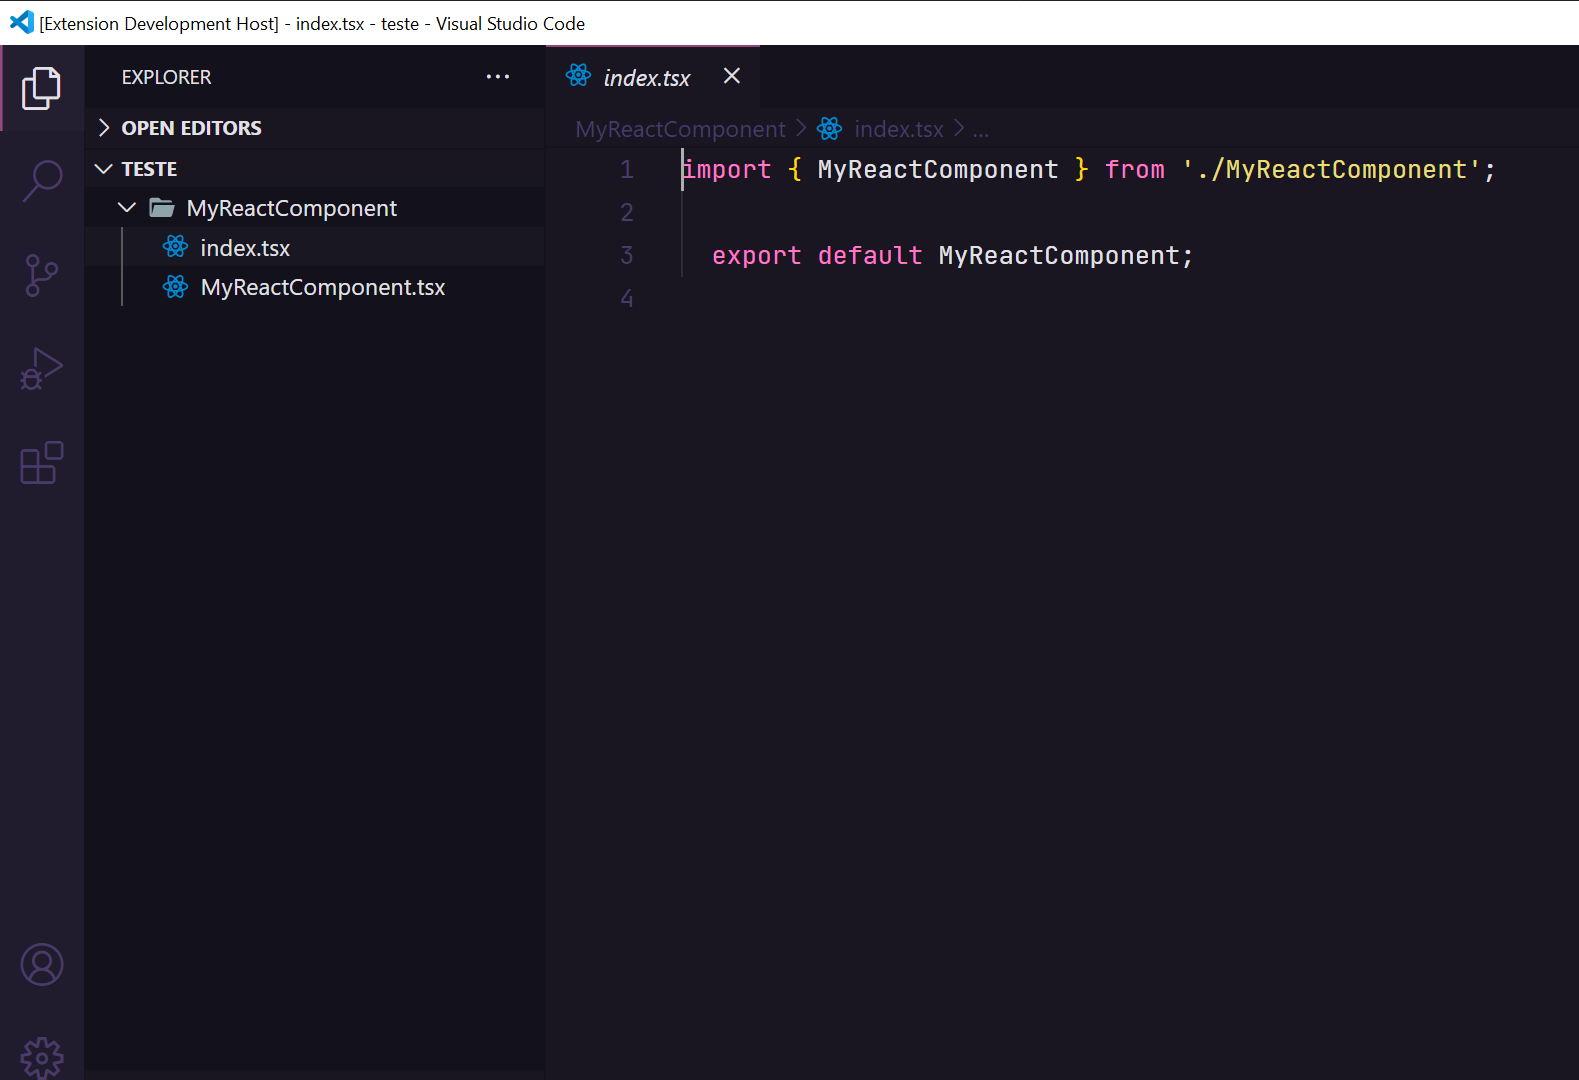 [Extension Development Host] - index.tsx - teste - Visual Studio Code
EXPLORER
OPEN EDITORS
TESTE
MyReactComponent
index.tsx
MyReactComponent.tsx
index.tsx
MyReactComponent > index.tsx > ...
1 import { MyReactComponent } from './MyReactComponent';
2
3   export default MyReactComponent;
4